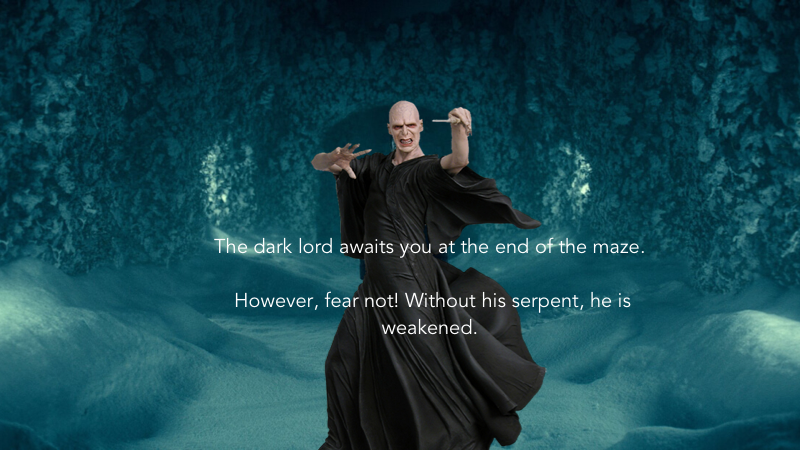 The dark lord awaits you at the end of the maze.
However, fear not! Without his serpent, he is
weakened.